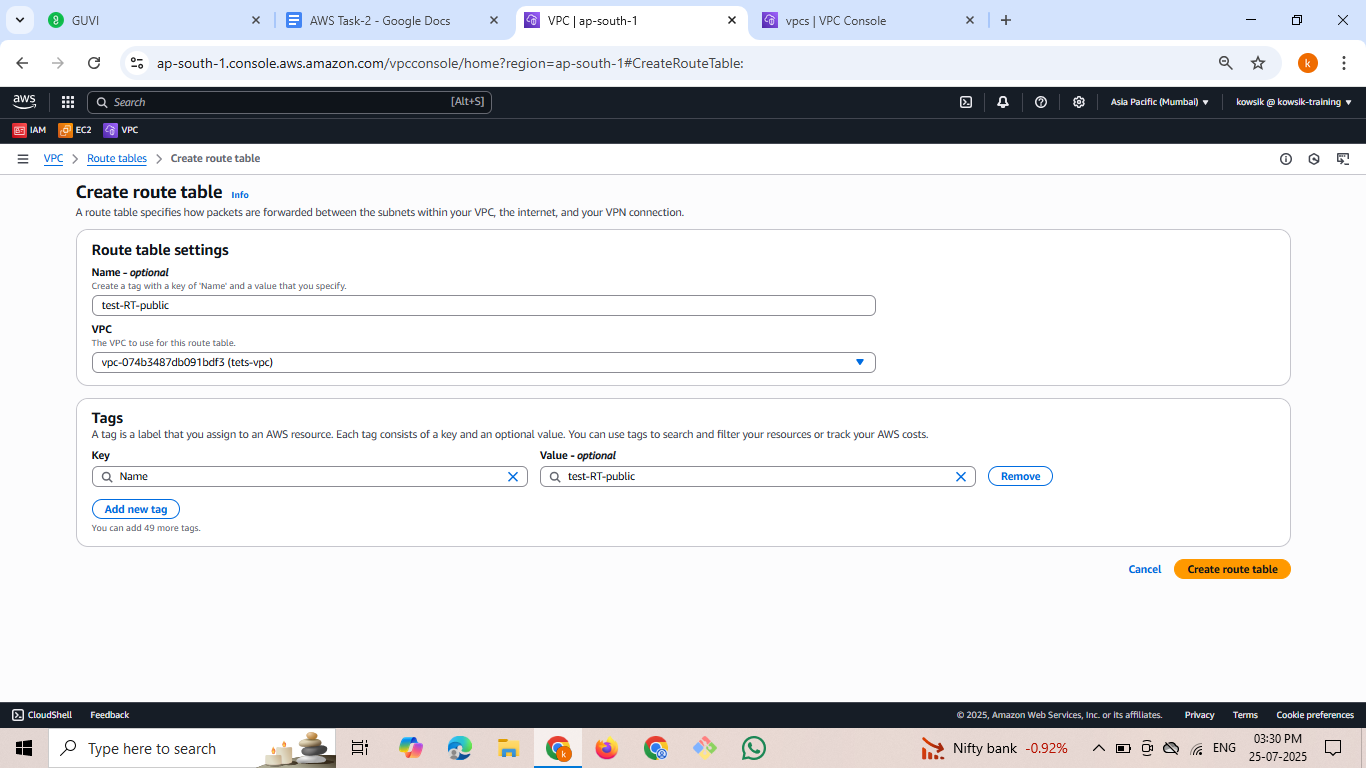 GUVI
AWS Task-2 - Google Docs
VPC | ap-south-1
vpcs | VPC Console
ap-south-1.console.aws.amazon.com/vpcconsole/home?region=ap-south-1#CreateRouteTable:
k
aws
Search
[Alt+S]
Asia Pacific (Mumbai)
kowsik @ kowsik-training
IAM
EC2
VPC
VPC > Route tables > Create route table
Create route table Info
A route table specifies how packets are forwarded between the subnets within your VPC, the internet, and your VPN connection.
Route table settings
Name - optional
Create a tag with a key of 'Name' and a value that you specify.
test-RT-public
VPC
The VPC to use for this route table.
vpc-074b3487db091bdf3 (tets-vpc)
Tags
A tag is a label that you assign to an AWS resource. Each tag consists of a key and an optional value. You can use tags to search and filter your resources or track your AWS costs.
Key
Value - optional
Name
test-RT-public
Remove
Add new tag
You can add 49 more tags.
Cancel
Create route table
CloudShell
Feedback
© 2025, Amazon Web Services, Inc. or its affiliates.
Privacy
Terms
Cookie preferences
Type here to search
k
Nifty bank -0.92%
ENG
03:30 PM
25-07-2025